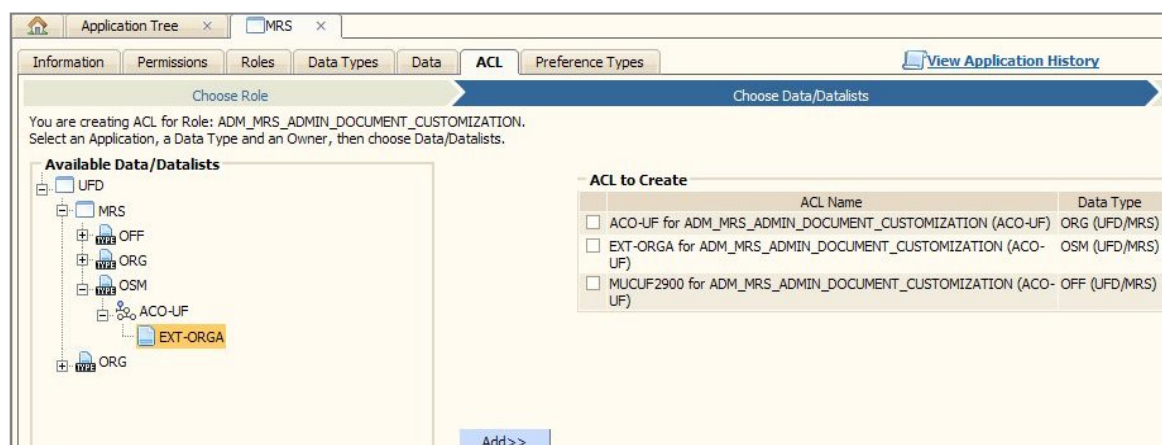 Application Tree × MRS ×
Information Permissions Roles Data Types Data ACL Preference Types View Application History
Choose Role Choose Data/Datalists
You are creating ACL for Role: ADM_MRS_ADMIN_DOCUMENT_CUSTOMIZATION.
Select an Application, a Data Type and an Owner, then choose Data/Datalists.
Available Data/Datalists
UFD
MRS
TYPE OFF
TYPE ORG
TYPE OSM
ACO-UF
EXT-ORGA
TYPE ORG
ACL to Create
ACL Name Data Type
ACO-UF for ADM_MRS_ADMIN_DOCUMENT_CUSTOMIZATION (ACO-UF) ORG (UFD/MRS)
EXT-ORGA for ADM_MRS_ADMIN_DOCUMENT_CUSTOMIZATION (ACO- OSM (UFD/MRS)
UF)
MUCUF2900 for ADM_MRS_ADMIN_DOCUMENT_CUSTOMIZATION (ACO- OFF (UFD/MRS)
UF)
Add>>